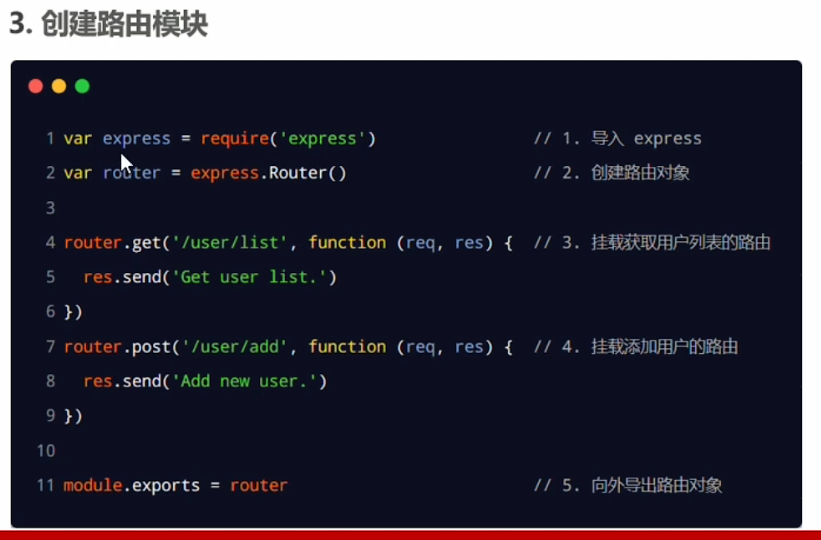 3. 创建路由模块
1 var express = require('express') // 1. 导入 express
2 var router = express.Router() // 2. 创建路由对象
3
4 router.get('/user/list', function (req, res) { // 3. 挂载获取用户列表的路由
5 res.send('Get user list.')
6 })
7 router.post('/user/add', function (req, res) { // 4. 挂载添加用户的路由
8 res.send('Add new user.')
9 })
10
11 module.exports = router // 5. 向外导出路由对象